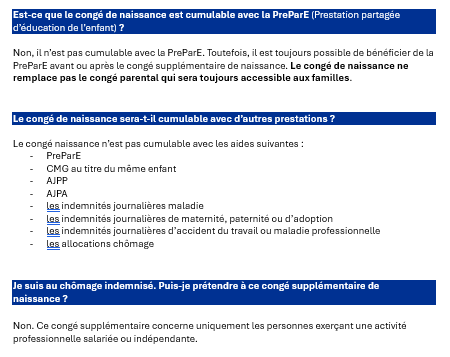 Est-ce que le congé de naissance est cumulable avec la PreParE (Prestation partagée
d'éducation de l'enfant) ?
Non, il n'est pas cumulable avec la PreParE. Toutefois, il est toujours possible de bénéficier de la
PreParE avant ou après le congé supplémentaire de naissance. Le congé de naissance ne
remplace pas le congé parental qui sera toujours accessible aux familles.
Le congé de naissance sera-t-il cumulable avec d'autres prestations ?
Le congé naissance n'est pas cumulable avec les aides suivantes :
- PreParE
- CMG au titre du même enfant
- AJPP
- AJPA
- les indemnités journalières maladie
- les indemnités journalières de maternité, paternité ou d'adoption
- les indemnités journalières d'accident du travail ou maladie professionnelle
- les allocations chômage
Je suis au chômage indemnisé. Puis-je prétendre à ce congé supplémentaire de
naissance ?
Non. Ce congé supplémentaire concerne uniquement les personnes exerçant une activité
professionnelle salariée ou indépendante.